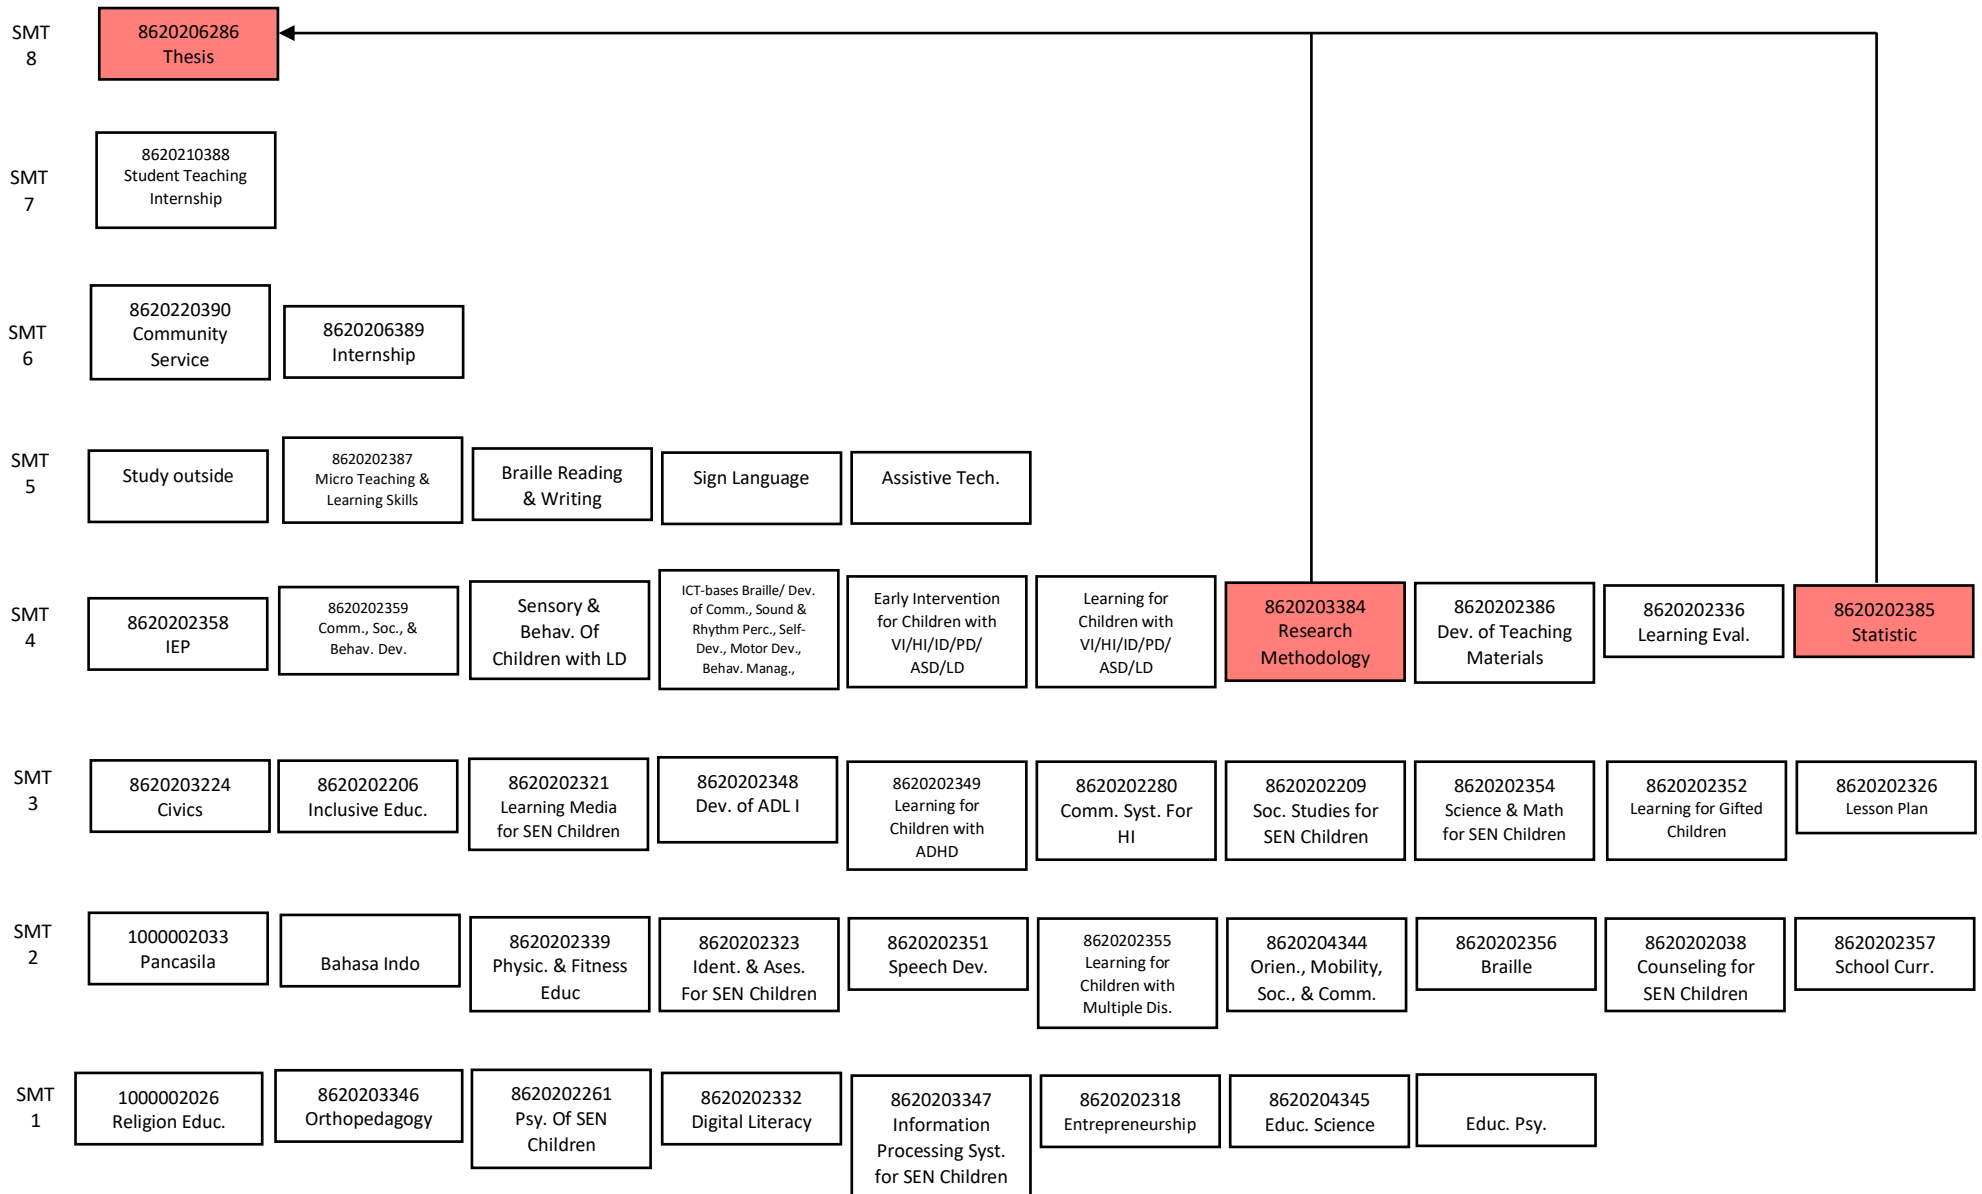 SMT
8
8620206286
Thesis
SMT
7
8620210388
Student Teaching
Internship
SMT
6
8620220390
Community
Service
8620206389
Internship
SMT
5
Study outside
8620202387
Micro Teaching &
Learning Skills
Braille Reading
& Writing
Sign Language
Assistive Tech.
SMT
4
8620202358
IEP
8620202359
Comm., Soc., &
Behav. Dev.
Sensory &
Behav. Of
Children with LD
ICT-bases Braille/ Dev.
of Comm., Sound &
Rhythm Perc., Self-
Dev., Motor Dev.,
Behav. Manag.,
Early Intervention
for Children with
VI/HI/ID/PD/
ASD/LD
Learning for
Children with
VI/HI/ID/PD/
ASD/LD
8620203384
Research
Methodology
8620202386
Dev. of Teaching
Materials
8620202336
Learning Eval.
8620202385
Statistic
SMT
3
8620203224
Civics
8620202206
Inclusive Educ.
8620202321
Learning Media
for SEN Children
8620202348
Dev. of ADL I
8620202349
Learning for
Children with
ADHD
8620202280
Comm. Syst. For
HI
8620202209
Soc. Studies for
SEN Children
8620202354
Science & Math
for SEN Children
8620202352
Learning for Gifted
Children
8620202326
Lesson Plan
SMT
2
1000002033
Pancasila
Bahasa Indo
8620202339
Physic. & Fitness
Educ
8620202323
Ident. & Ases.
For SEN Children
8620202351
Speech Dev.
8620202355
Learning for
Children with
Multiple Dis.
8620204344
Orien., Mobility,
Soc., & Comm.
8620202356
Braille
8620202038
Counseling for
SEN Children
8620202357
School Curr.
SMT
1
1000002026
Religion Educ.
8620203346
Orthopedagogy
8620202261
Psy. Of SEN
Children
8620202332
Digital Literacy
8620203347
Information
Processing Syst.
for SEN Children
8620202318
Entrepreneurship
8620204345
Educ. Science
Educ. Psy.